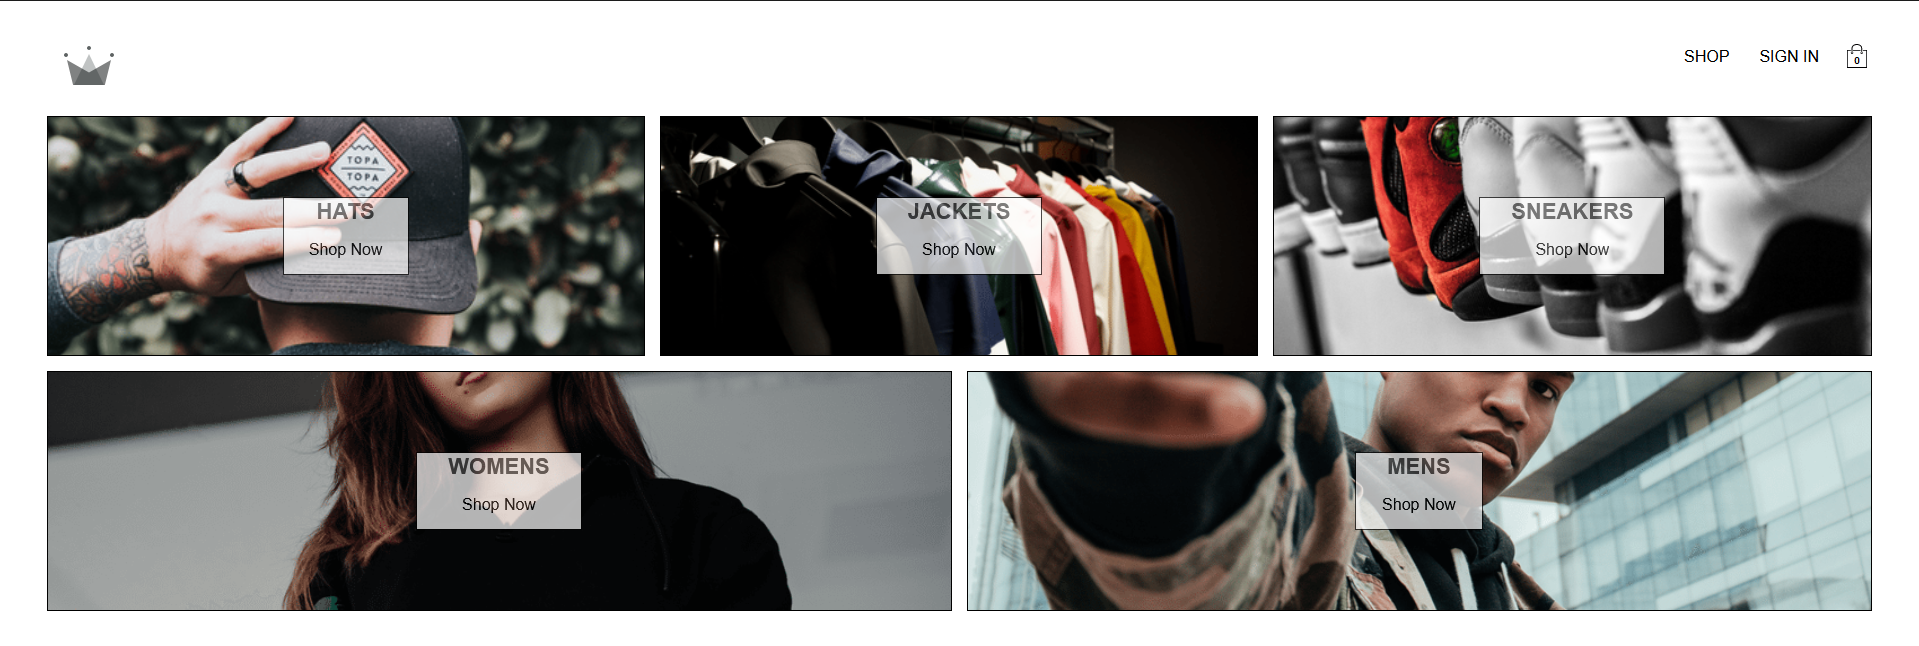 SHOP
SIGN IN
0
TOPA
TOPA
HATS
Shop Now
JACKETS
Shop Now
SNEAKERS
Shop Now
WOMENS
Shop Now
MENS
Shop Now